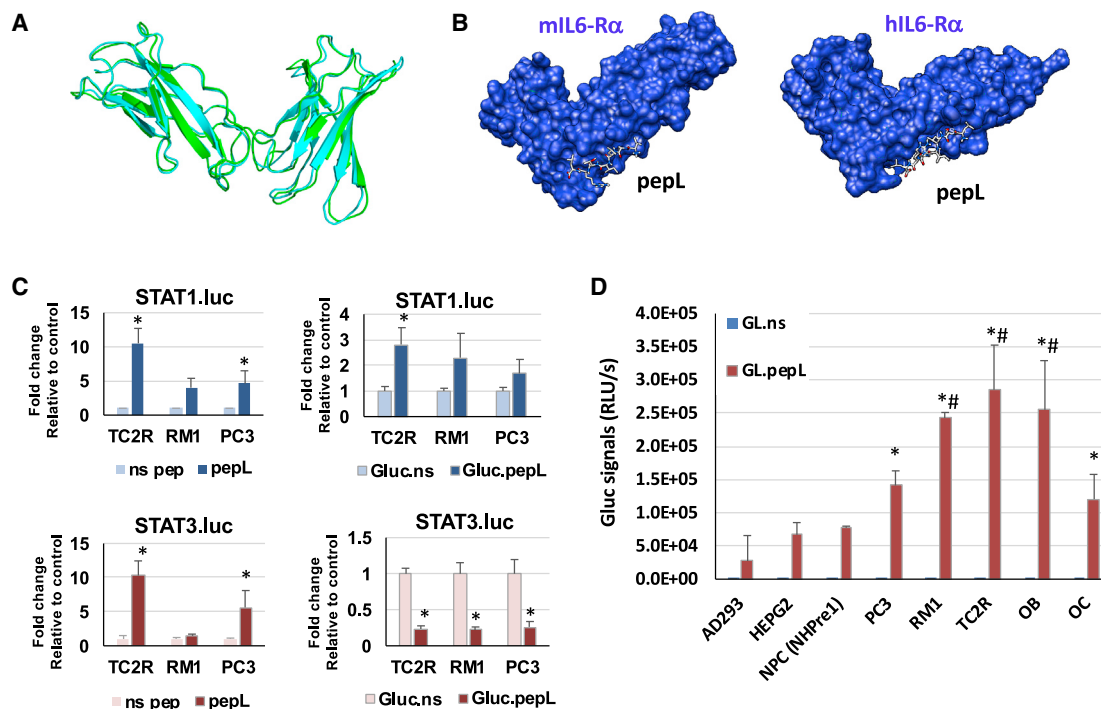 A
B
mIL6-Rα
hIL6-Rα
pepL
pepL
C
STAT1.luc
Fold change
Relative to control
15
10
5
0
*
*
TC2R RM1 PC3
ns pep pepL
STAT1.luc
Fold change
Relative to control
4
3
2
1
0
*
TC2R RM1 PC3
Gluc.ns Gluc.pepL
STAT3.luc
Fold change
Relative to control
15
10
5
0
*
*
TC2R RM1 PC3
ns pep pepL
STAT3.luc
Fold change
Relative to control
1.5
1
0.5
0
* * *
TC2R RM1 PC3
Gluc.ns Gluc.pepL
D
Gluc signals (RLU/s)
4.0E+05
3.5E+05
3.0E+05
2.5E+05
2.0E+05
1.5E+05
1.0E+05
5.0E+04
0.0E+00
GL.ns
GL.pepL
*
*#
*#
*#
*
AD293
HEPG2
NPC (NHPre1)
PC3
RM1
TC2R
OB
OC